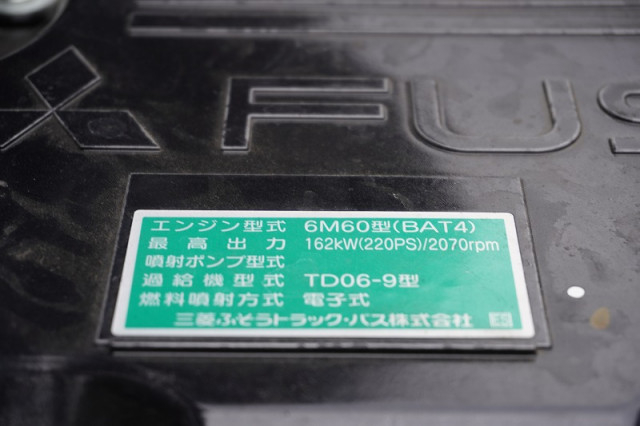 FUS
エンジン型式 6M60型(BAT4)
最高出力 162kW(220PS)/2070rpm
噴射ポンプ型式
過給機型式 TD06-9型
燃料噴射方式 電子式
三菱ふそうトラック・バス株式会社